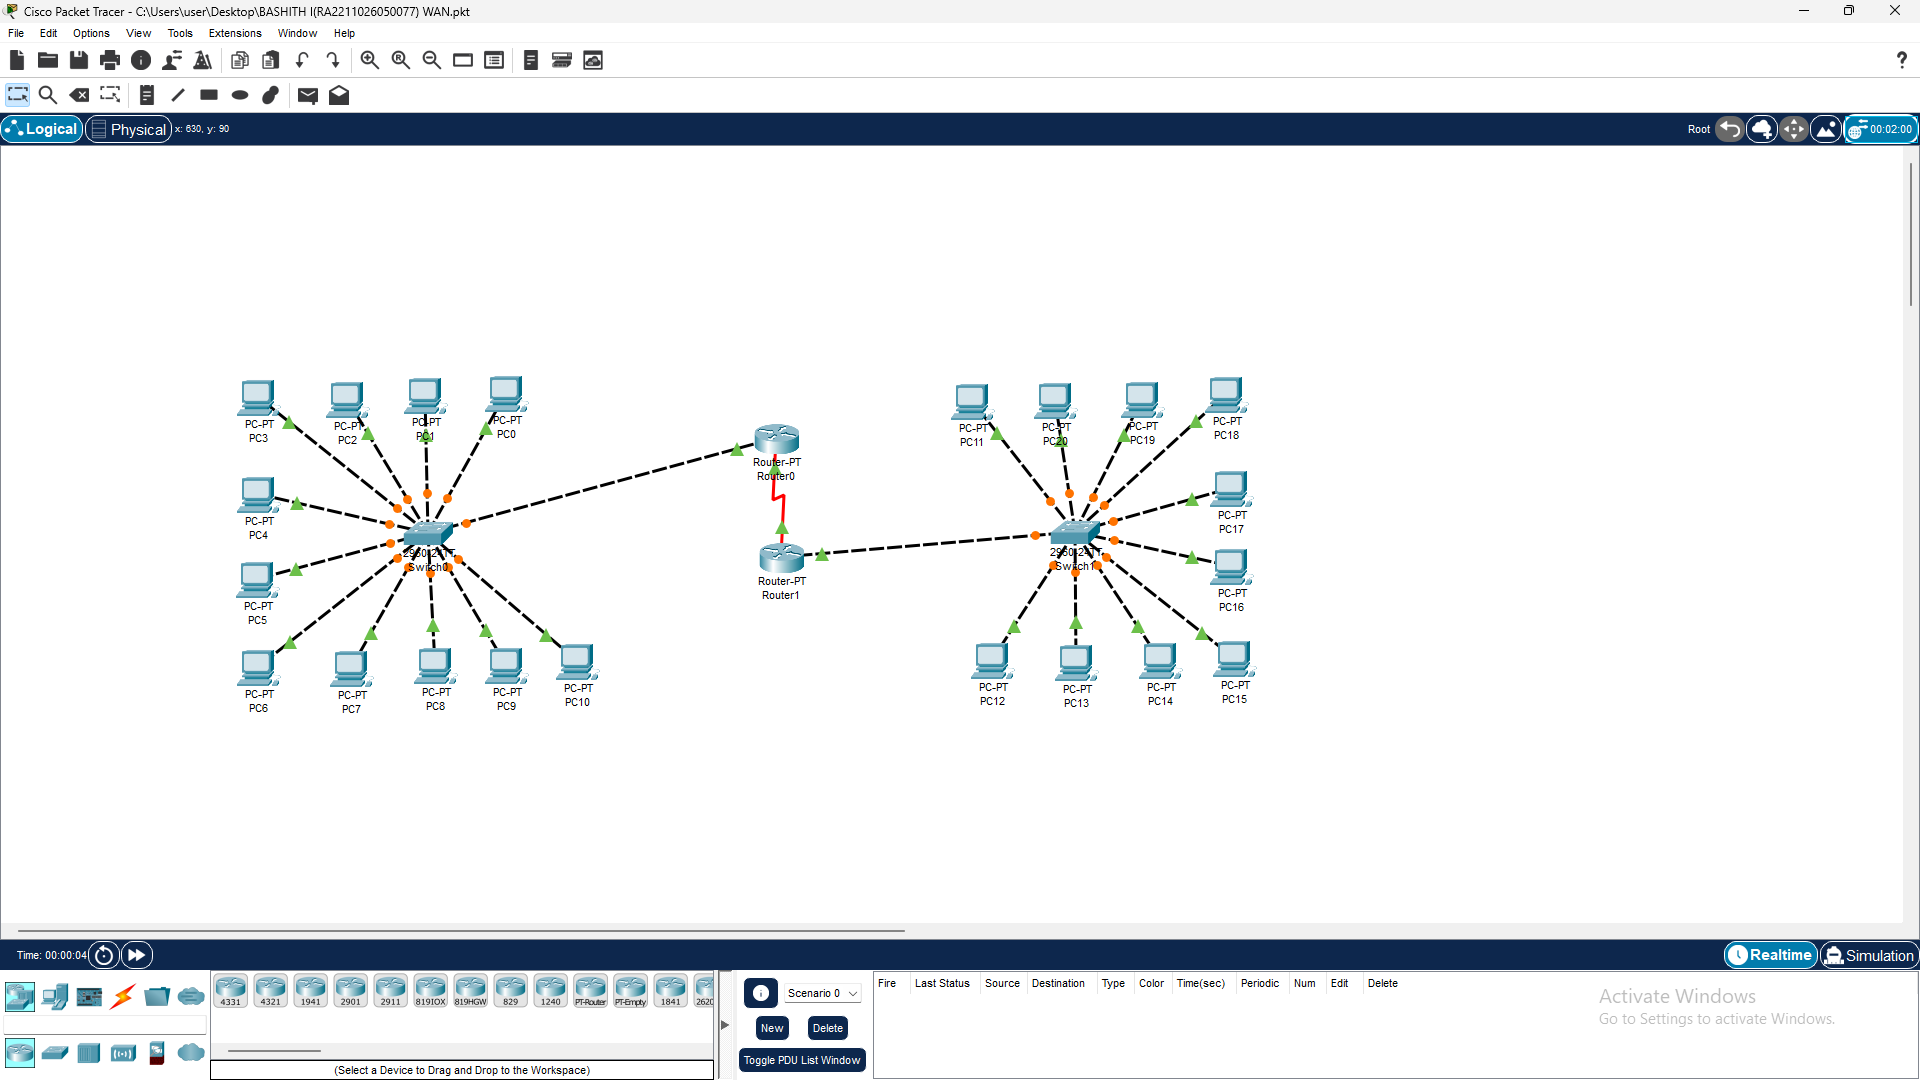 Cisco Packet Tracer - C:\Users\user\Desktop\BASHITH I(RA2211026050077) WAN.pkt
File Edit Options View Tools Extensions Window Help
Logical Physical x: 630, y: 90 Root 00:02:00
PC-PT
PC3
PC-PT
PC2
PC-PT
PC1
PC-PT
PC0
PC-PT
PC4
PC-PT
PC5
PC-PT
PC6
PC-PT
PC7
PC-PT
PC8
PC-PT
PC9
PC-PT
PC10
2960-24TT
Switch0
Router-PT
Router0
Router-PT
Router1
PC-PT
PC11
PC-PT
PC20
PC-PT
PC19
PC-PT
PC18
PC-PT
PC17
PC-PT
PC16
PC-PT
PC15
PC-PT
PC14
PC-PT
PC13
PC-PT
PC12
2960-24TT
Switch1
Time: 00:00:04 Realtime Simulation
4331 4321 1941 2901 2911 819IOX 819HGW 829 1240 PT-Router PT-Empty 1841 2620
(Select a Device to Drag and Drop to the Workspace)
Scenario 0
New Delete
Toggle PDU List Window
Fire Last Status Source Destination Type Color Time(sec) Periodic Num Edit Delete
Activate Windows
Go to Settings to activate Windows.